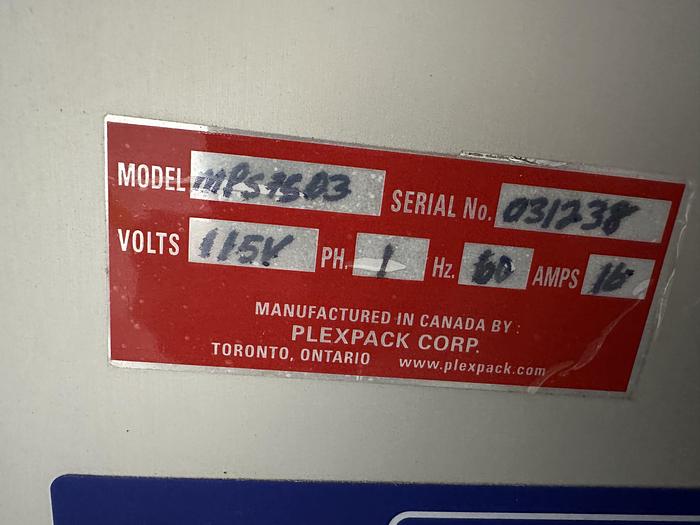 MODEL MPS7503 SERIAL No. 031238
VOLTS 115V PH. 1 Hz. 60 AMPS 16
MANUFACTURED IN CANADA BY:
PLEXPACK CORP.
TORONTO, ONTARIO www.plexpack.com